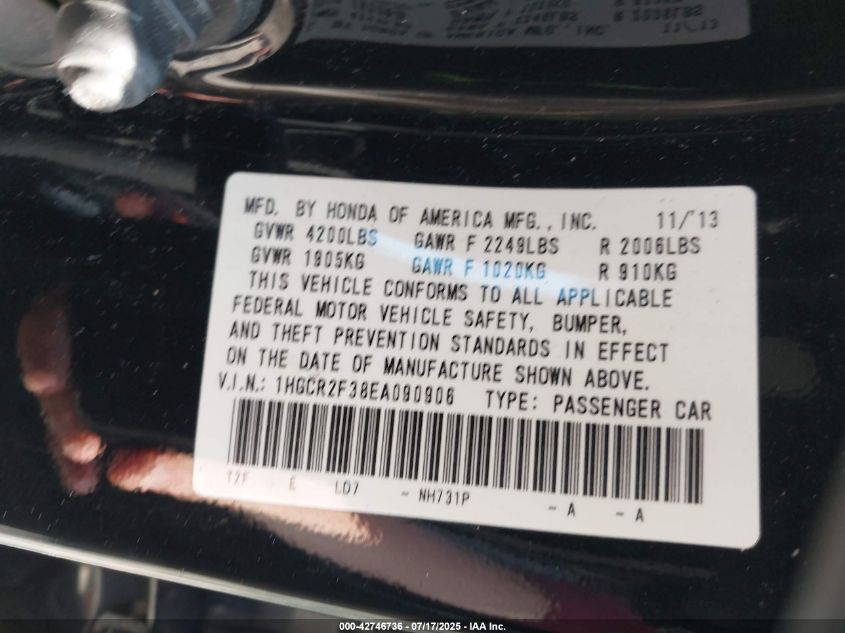 MFD. BY HONDA OF AMERICA MFG., INC. 11/'13
GVWR 4200LBS GAWR F 2249LBS R 2006LBS
GVWR 1905KG GAWR F 1020KG R 910KG
THIS VEHICLE CONFORMS TO ALL APPLICABLE
FEDERAL MOTOR VEHICLE SAFETY, BUMPER,
AND THEFT PREVENTION STANDARDS IN EFFECT
ON THE DATE OF MANUFACTURE SHOWN ABOVE.
V.I.N.: 1HGCR2F38EA090906 TYPE: PASSENGER CAR
T2F E LD7 - NH731P - A - A
000-42746736 - 07/17/2025 - IAA Inc.